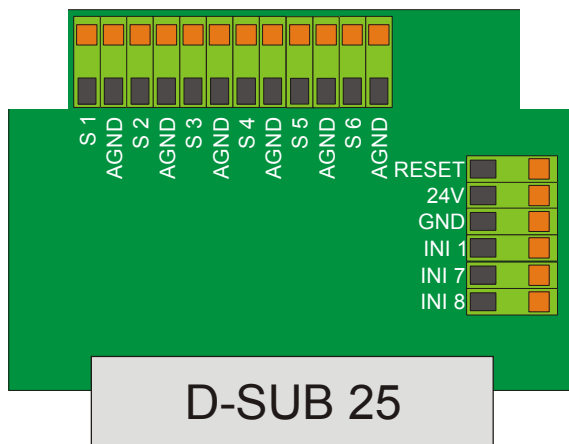 S 1
AGND
S 2
AGND
S 3
AGND
S 4
AGND
S 5
AGND
S 6
AGND
RESET
24V
GND
INI 1
INI 7
INI 8
D-SUB 25